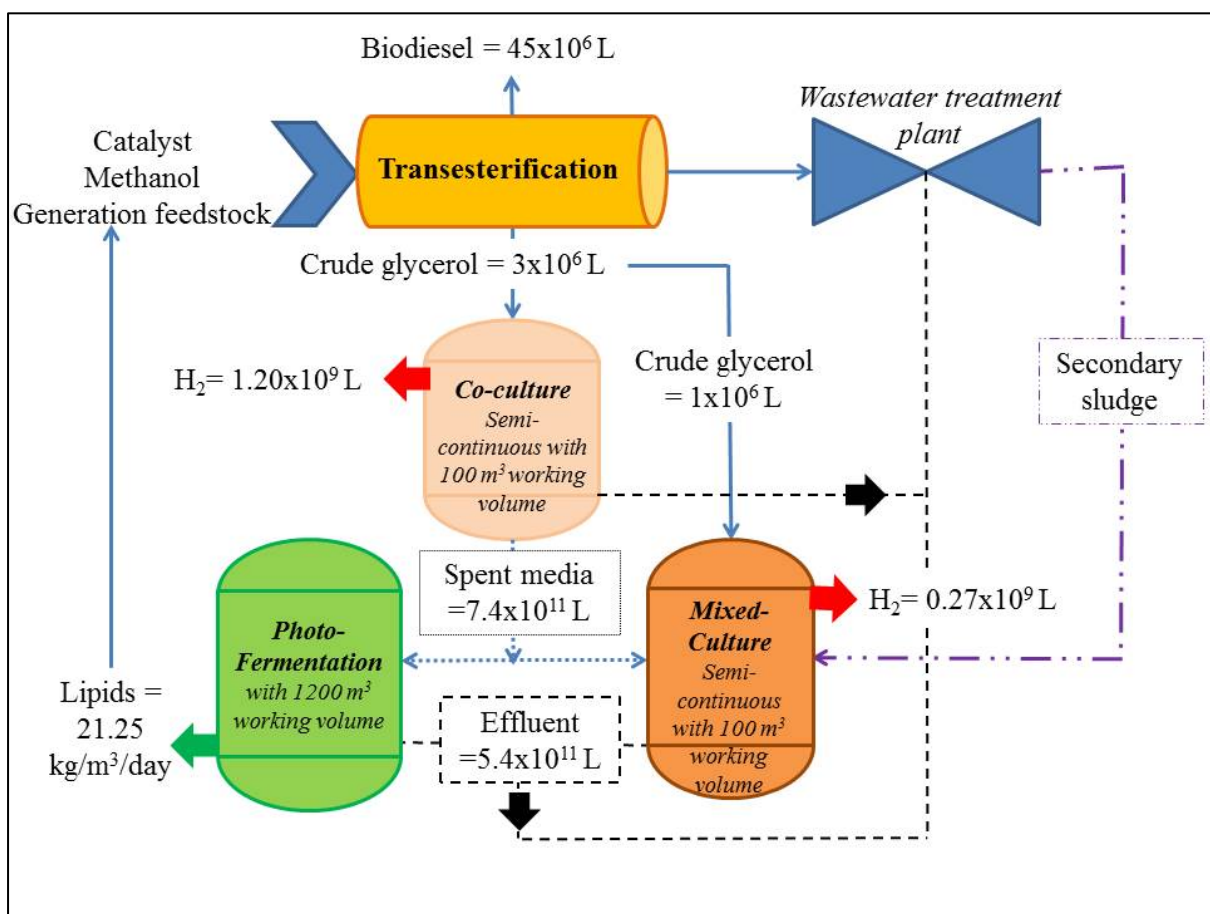 Biodiesel = 45x10⁶ L
Wastewater treatment
plant
Catalyst
Methanol
Generation feedstock
Transesterification
Crude glycerol = 3x10⁶ L
H₂= 1.20x10⁹ L
Co-culture
Semi-
continuous with
100 m³ working
volume
Crude glycerol
= 1x10⁶ L
Secondary
sludge
Spent media
=7.4x10¹¹ L
Photo-
Fermentation
with 1200 m³
working volume
Mixed-
Culture
Semi-
continuous
with 100 m³
working
volume
H₂= 0.27x10⁹ L
Lipids =
21.25
kg/m³/day
Effluent
=5.4x10¹¹ L